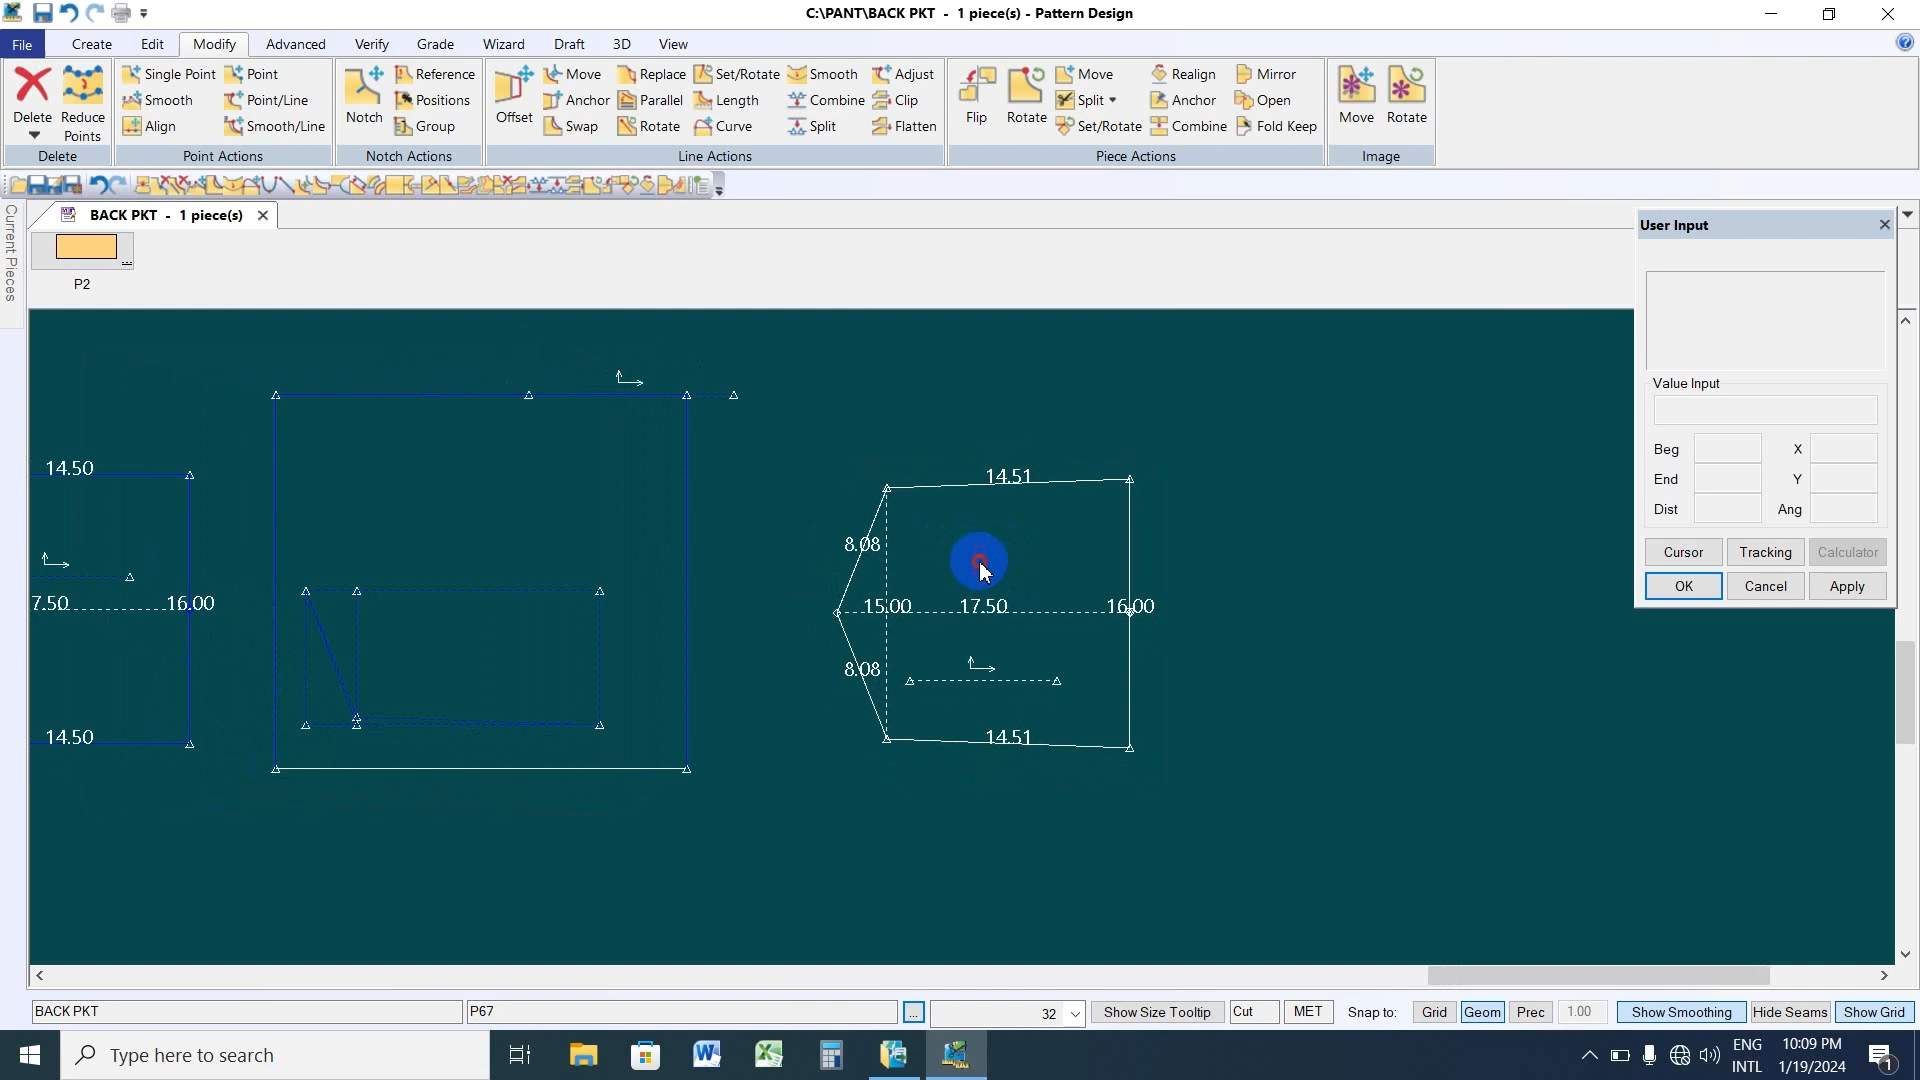 C:\PANT\BACK PKT - 1 piece(s) - Pattern Design
File Create Edit Modify Advanced Verify Grade Wizard Draft 3D View
Delete Reduce Points
Single Point Point
Smooth Point/Line
Align Smooth/Line
Notch
Reference
Positions
Group
Offset
Move Replace Set/Rotate Smooth Adjust
Anchor Parallel Length Combine Clip
Swap Rotate Curve Split Flatten
Flip Rotate
Move Realign Mirror
Split Anchor Open
Set/Rotate Combine Fold Keep
Move Rotate
Delete Point Actions Notch Actions Line Actions Piece Actions Image
BACK PKT - 1 piece(s)
Current Pieces
P2
User Input
Value Input
Beg X
End Y
Dist Ang
Cursor Tracking Calculator
OK Cancel Apply
14.50
7.50 16.00
14.50
14.51
8.08
15.00 17.50 16.00
8.08
14.51
BACK PKT P67 ... 32 Show Size Tooltip Cut MET Snap to: Grid Geom Prec 1.00 Show Smoothing Hide Seams Show Grid
Type here to search
ENG
INTL
10:09 PM
1/19/2024
1